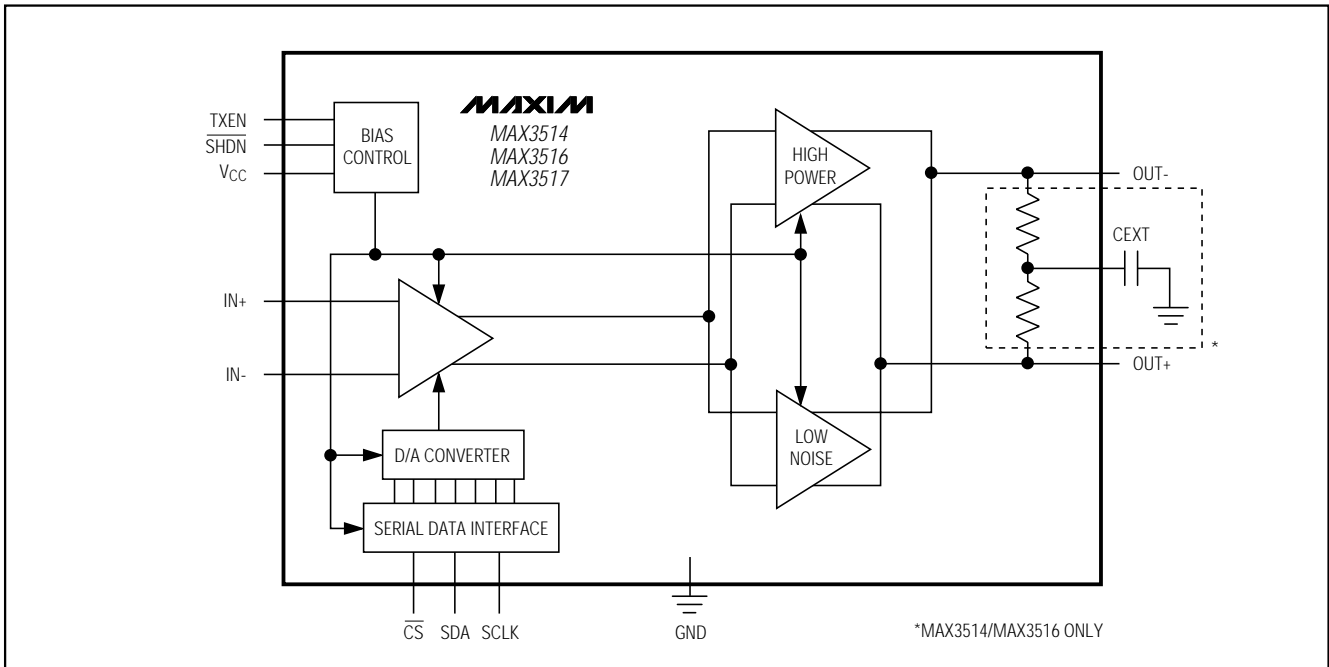 MAXIM
MAX3514
MAX3516
MAX3517
TXEN
SHDN
VCC
BIAS
CONTROL
HIGH
POWER
OUT-
CEXT
IN+
IN-
*
OUT+
LOW
NOISE
D/A CONVERTER
SERIAL DATA INTERFACE
CS SDA SCLK
GND
*MAX3514/MAX3516 ONLY